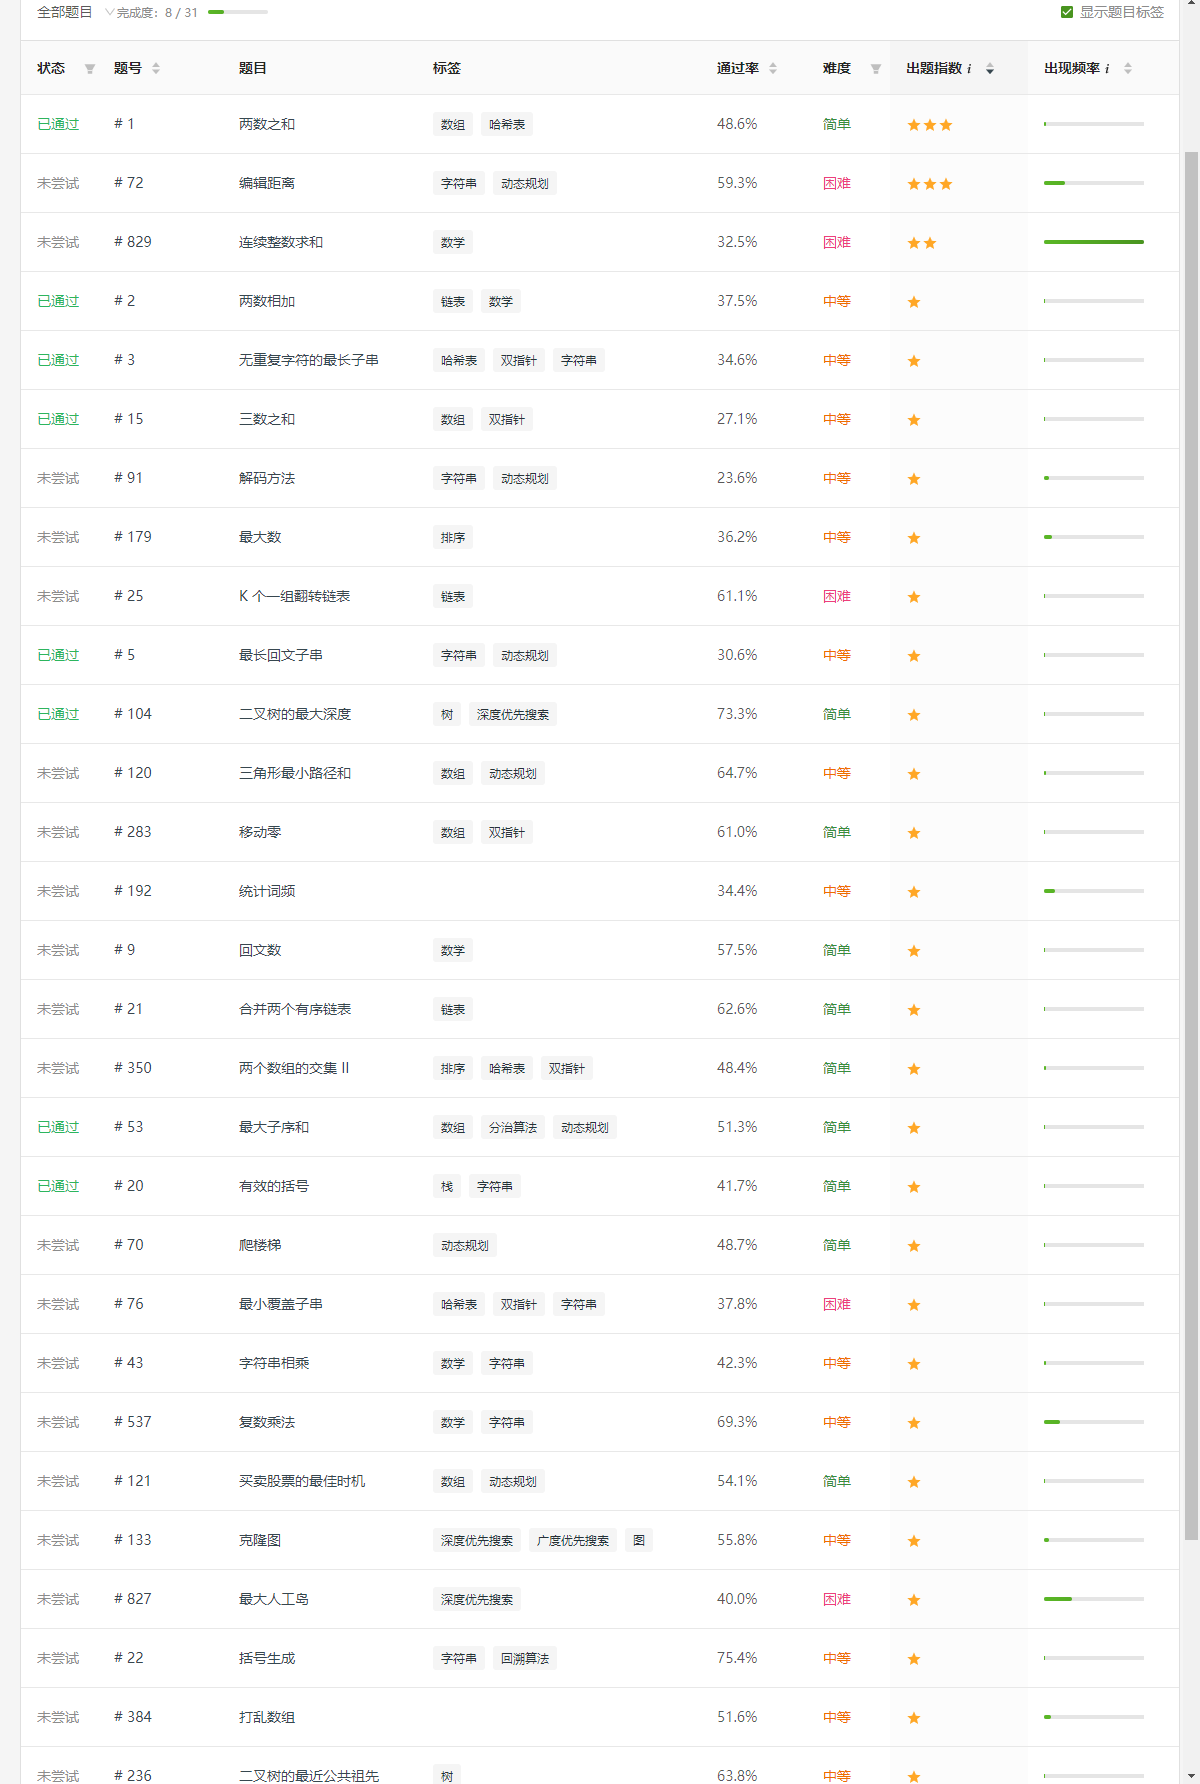 全部题目 完成度：8 / 31 显示题目标签
状态 题号 题目 标签 通过率 难度 出题指数 i 出现频率 i
已通过 # 1 两数之和 数组 哈希表 48.6% 简单
未尝试 # 72 编辑距离 字符串 动态规划 59.3% 困难
未尝试 # 829 连续整数求和 数学 32.5% 困难
已通过 # 2 两数相加 链表 数学 37.5% 中等
已通过 # 3 无重复字符的最长子串 哈希表 双指针 字符串 34.6% 中等
已通过 # 15 三数之和 数组 双指针 27.1% 中等
未尝试 # 91 解码方法 字符串 动态规划 23.6% 中等
未尝试 # 179 最大数 排序 36.2% 中等
未尝试 # 25 K 个一组翻转链表 链表 61.1% 困难
已通过 # 5 最长回文子串 字符串 动态规划 30.6% 中等
已通过 # 104 二叉树的最大深度 树 深度优先搜索 73.3% 简单
未尝试 # 120 三角形最小路径和 数组 动态规划 64.7% 中等
未尝试 # 283 移动零 数组 双指针 61.0% 简单
未尝试 # 192 统计词频 34.4% 中等
未尝试 # 9 回文数 数学 57.5% 简单
未尝试 # 21 合并两个有序链表 链表 62.6% 简单
未尝试 # 350 两个数组的交集 II 排序 哈希表 双指针 48.4% 简单
已通过 # 53 最大子序和 数组 分治算法 动态规划 51.3% 简单
已通过 # 20 有效的括号 栈 字符串 41.7% 简单
未尝试 # 70 爬楼梯 动态规划 48.7% 简单
未尝试 # 76 最小覆盖子串 哈希表 双指针 字符串 37.8% 困难
未尝试 # 43 字符串相乘 数学 字符串 42.3% 中等
未尝试 # 537 复数乘法 数学 字符串 69.3% 中等
未尝试 # 121 买卖股票的最佳时机 数组 动态规划 54.1% 简单
未尝试 # 133 克隆图 深度优先搜索 广度优先搜索 图 55.8% 中等
未尝试 # 827 最大人工岛 深度优先搜索 40.0% 困难
未尝试 # 22 括号生成 字符串 回溯算法 75.4% 中等
未尝试 # 384 打乱数组 51.6% 中等
未尝试 # 236 二叉树的最近公共祖先 树 63.8% 中等